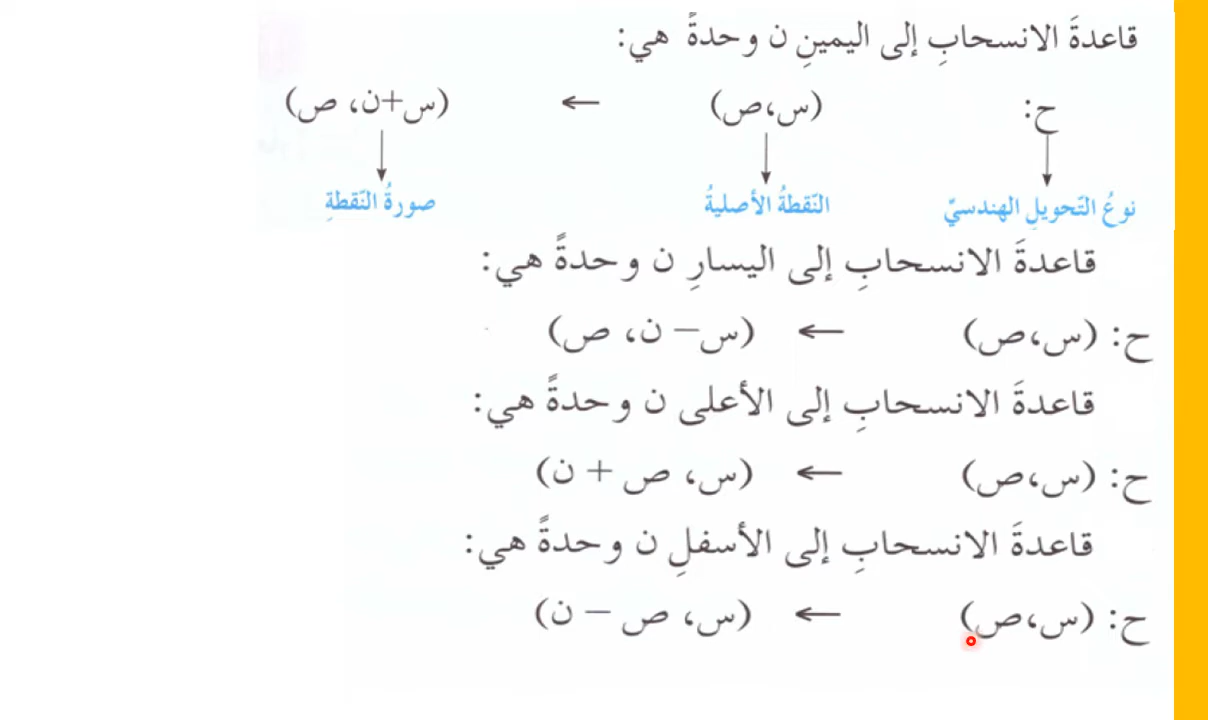 قاعدةَ الانسحابِ إلى اليمينِ ن وحدةً هي:
ح: (س،ص) ← (س+ن، ص)
نوعُ التّحويلِ الهندسيِّ النّقطةُ الأصليةُ صورةُ النّقطةِ
قاعدةَ الانسحابِ إلى اليسارِ ن وحدةً هي:
ح: (س،ص) ← (س− ن، ص)
قاعدةَ الانسحابِ إلى الأعلى ن وحدةً هي:
ح: (س،ص) ← (س، ص + ن)
قاعدةَ الانسحابِ إلى الأسفلِ ن وحدةً هي:
ح: (س،ص) ← (س، ص − ن)